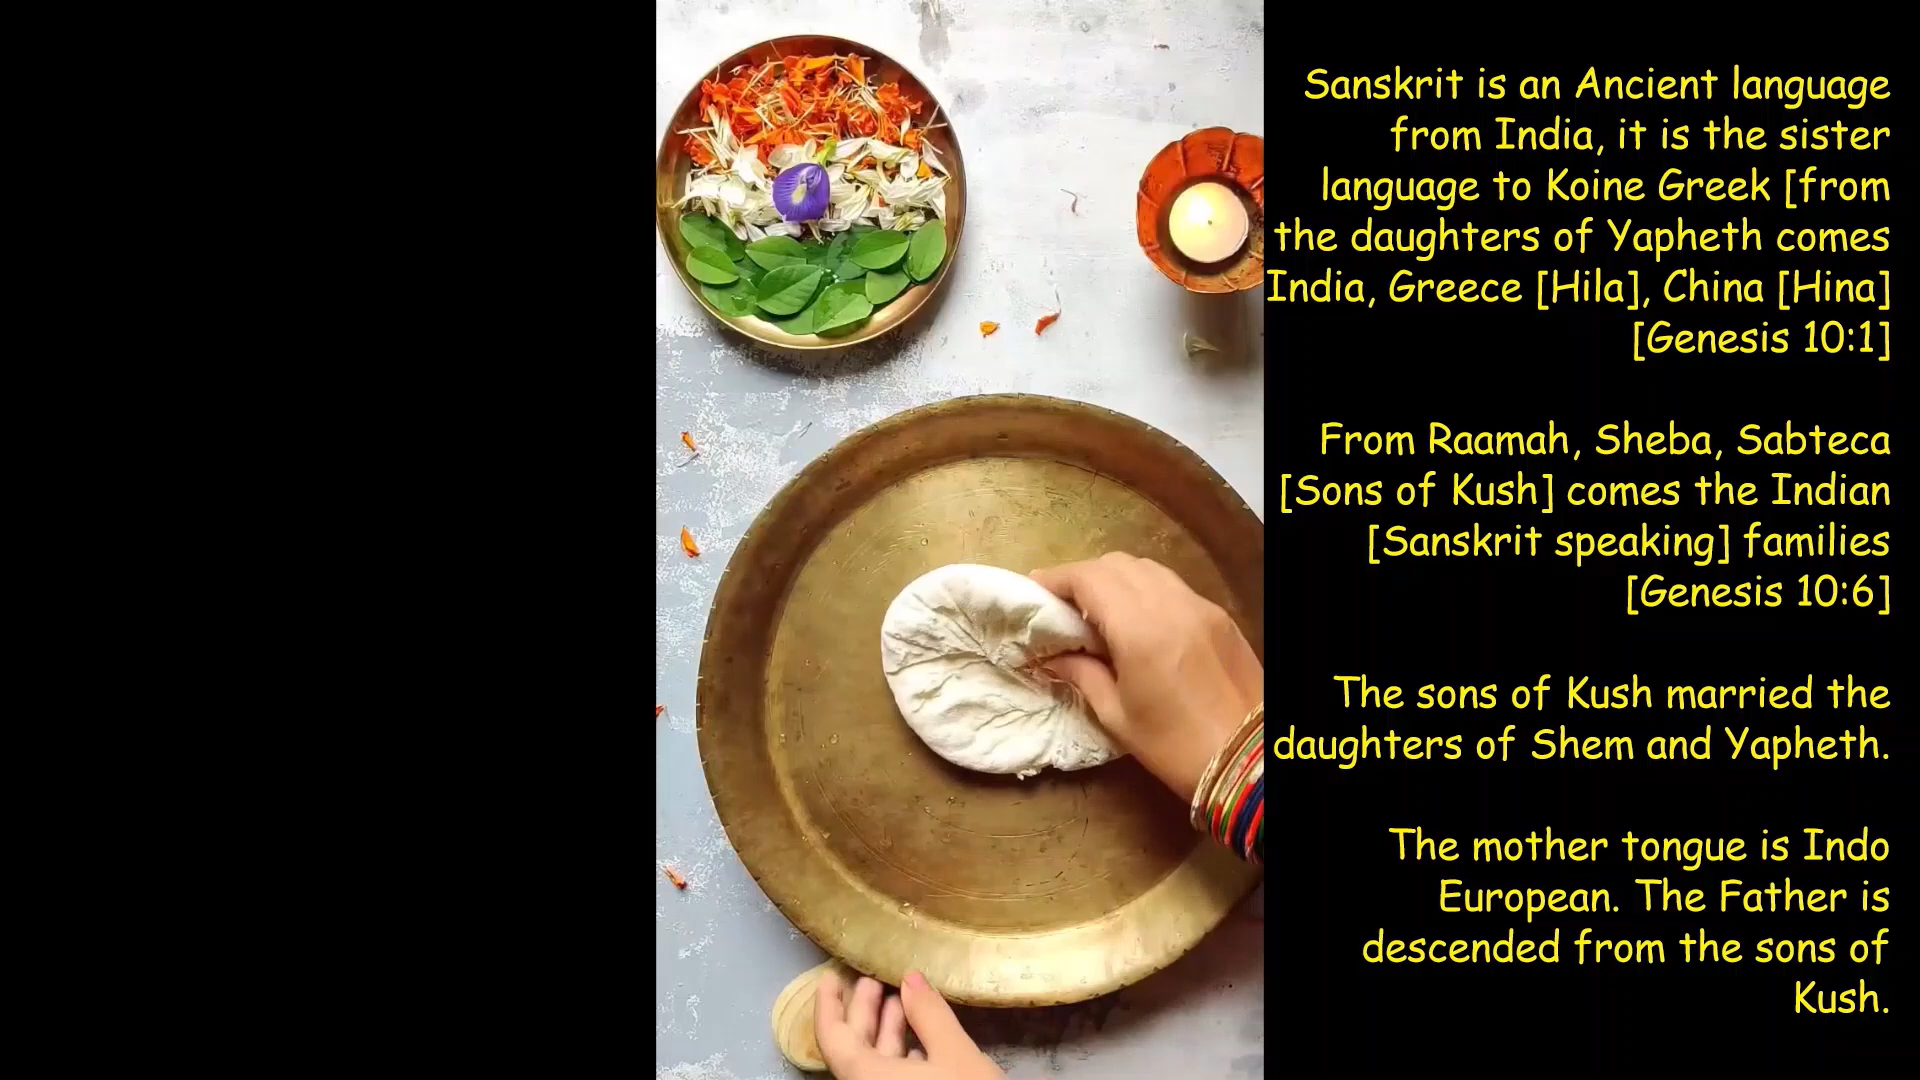 Sanskrit is an Ancient language
from India, it is the sister
language to Koine Greek [from
the daughters of Yapheth comes
India, Greece [Hila], China [Hina]
[Genesis 10:1]
From Raamah, Sheba, Sabteca
[Sons of Kush] comes the Indian
[Sanskrit speaking] families
[Genesis 10:6]
The sons of Kush married the
daughters of Shem and Yapheth.
The mother tongue is Indo
European. The Father is
descended from the sons of
Kush.